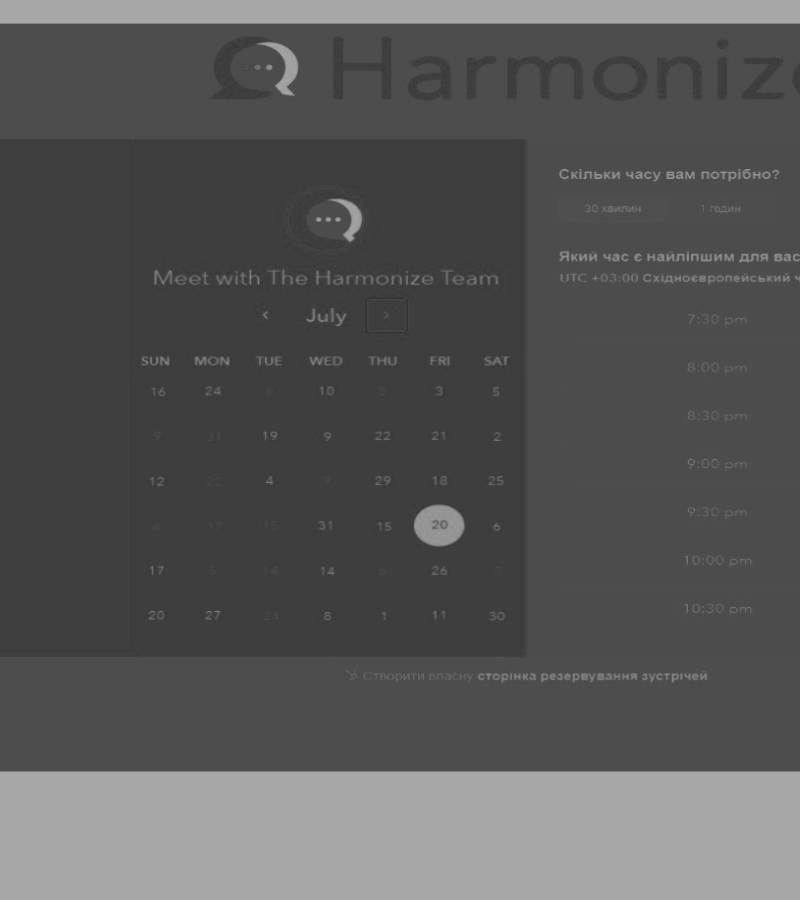 Harmonize
Meet with The Harmonize Team
‹ July ›
SUN MON TUE WED THU FRI SAT
16 24 10 3 5
9 31 19 9 22 21 2
12 22 4 9 29 18 25
4 17 15 31 15 20 6
17 5 14 14 6 26 3
20 27 24 8 1 11 30
Скільки часу вам потрібно?
30 хвилин 1 годин
Який час є найліпшим для вас
UTC +03:00 Східноєвропейський ч
7:30 pm
8:00 pm
8:30 pm
9:00 pm
9:30 pm
10:00 pm
10:30 pm
Створити власну сторінка резервування зустрічей